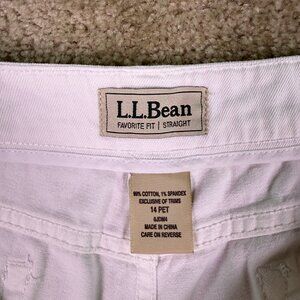 L.L.Bean
FAVORITE FIT | STRAIGHT
99% COTTON, 1% SPANDEX
EXCLUSIVE OF TRIMS
14 PET
0JDM4
MADE IN CHINA
CARE ON REVERSE